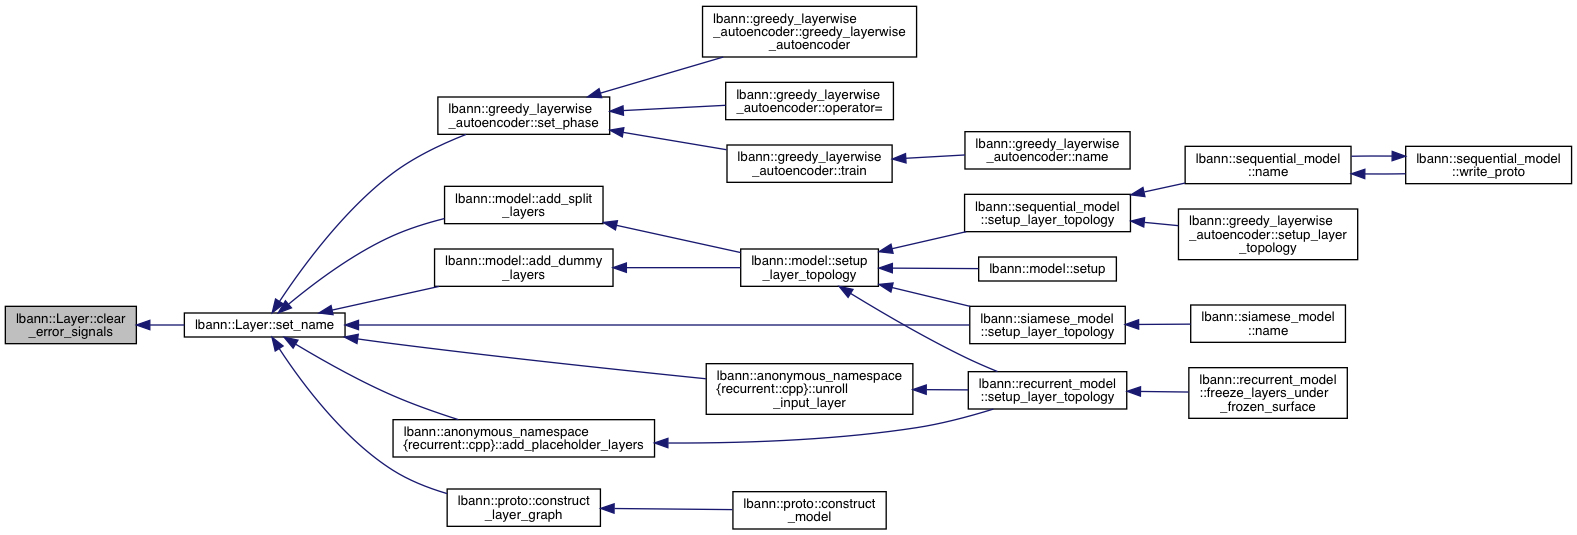 lbann::Layer::clear
_error_signals
lbann::Layer::set_name
lbann::greedy_layerwise
_autoencoder::set_phase
lbann::model::add_split
_layers
lbann::model::add_dummy
_layers
lbann::anonymous_namespace
{recurrent::cpp}::add_placeholder_layers
lbann::proto::construct
_layer_graph
lbann::greedy_layerwise
_autoencoder::greedy_layerwise
_autoencoder
lbann::greedy_layerwise
_autoencoder::operator=
lbann::greedy_layerwise
_autoencoder::train
lbann::model::setup
_layer_topology
lbann::anonymous_namespace
{recurrent::cpp}::unroll
_input_layer
lbann::proto::construct
_model
lbann::greedy_layerwise
_autoencoder::name
lbann::sequential_model
::setup_layer_topology
lbann::model::setup
lbann::siamese_model
::setup_layer_topology
lbann::recurrent_model
::setup_layer_topology
lbann::sequential_model
::name
lbann::greedy_layerwise
_autoencoder::setup_layer
_topology
lbann::siamese_model
::name
lbann::recurrent_model
::freeze_layers_under
_frozen_surface
lbann::sequential_model
::write_proto